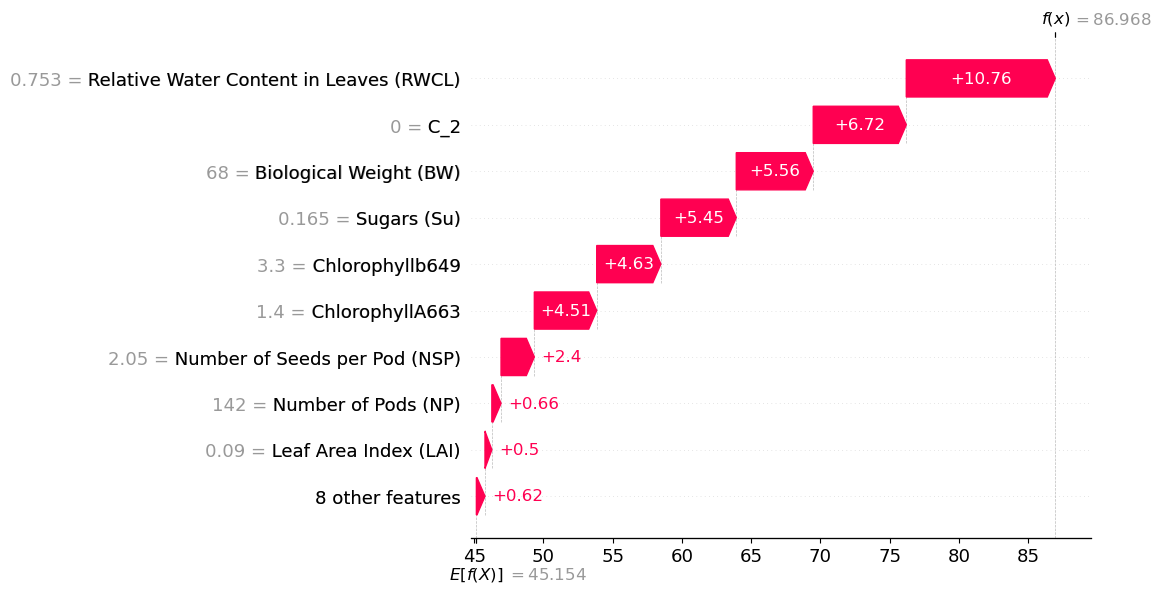 f(x) = 86.968
0.753 = Relative Water Content in Leaves (RWCL) +10.76
0 = C_2 +6.72
68 = Biological Weight (BW) +5.56
0.165 = Sugars (Su) +5.45
3.3 = Chlorophyllb649 +4.63
1.4 = ChlorophyllA663 +4.51
2.05 = Number of Seeds per Pod (NSP) +2.4
142 = Number of Pods (NP) +0.66
0.09 = Leaf Area Index (LAI) +0.5
8 other features +0.62
45 50 55 60 65 70 75 80 85
E[f(X)] = 45.154